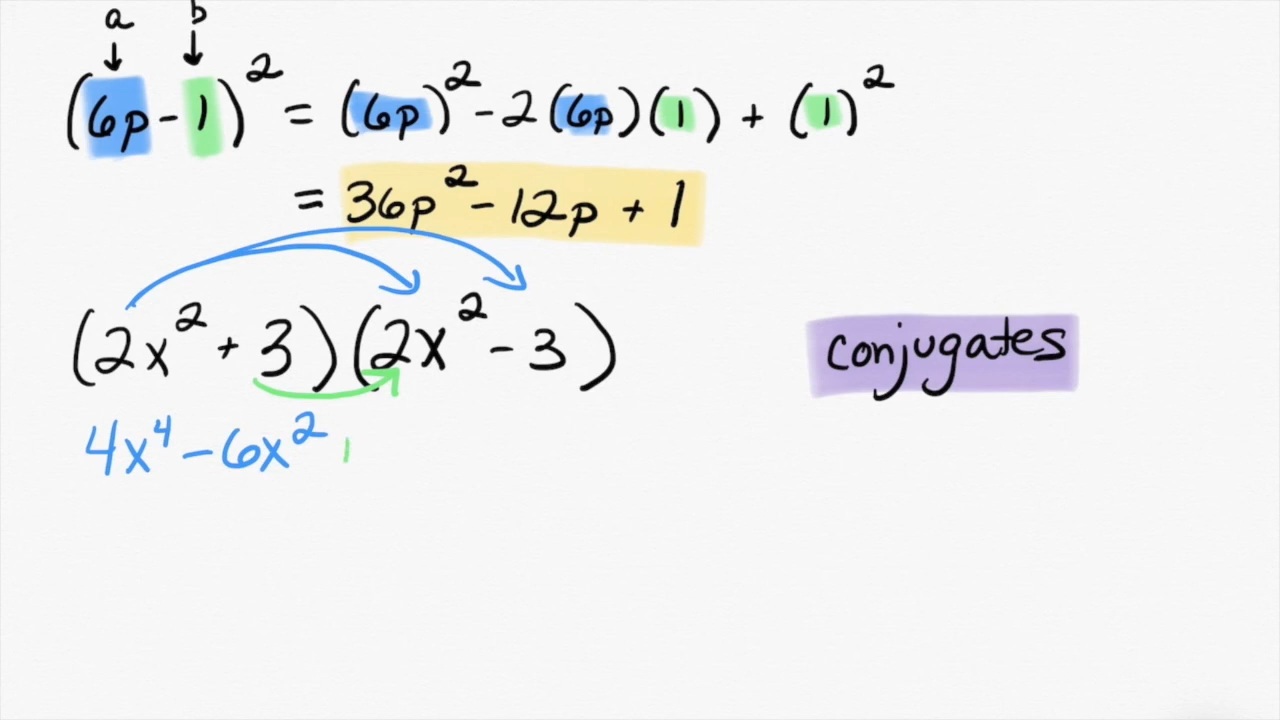 a b
(6p - 1)² = (6p)² - 2(6p)(1) + (1)²
= 36p² - 12p + 1
(2x² + 3)(2x² - 3)
conjugates
4x⁴ - 6x²